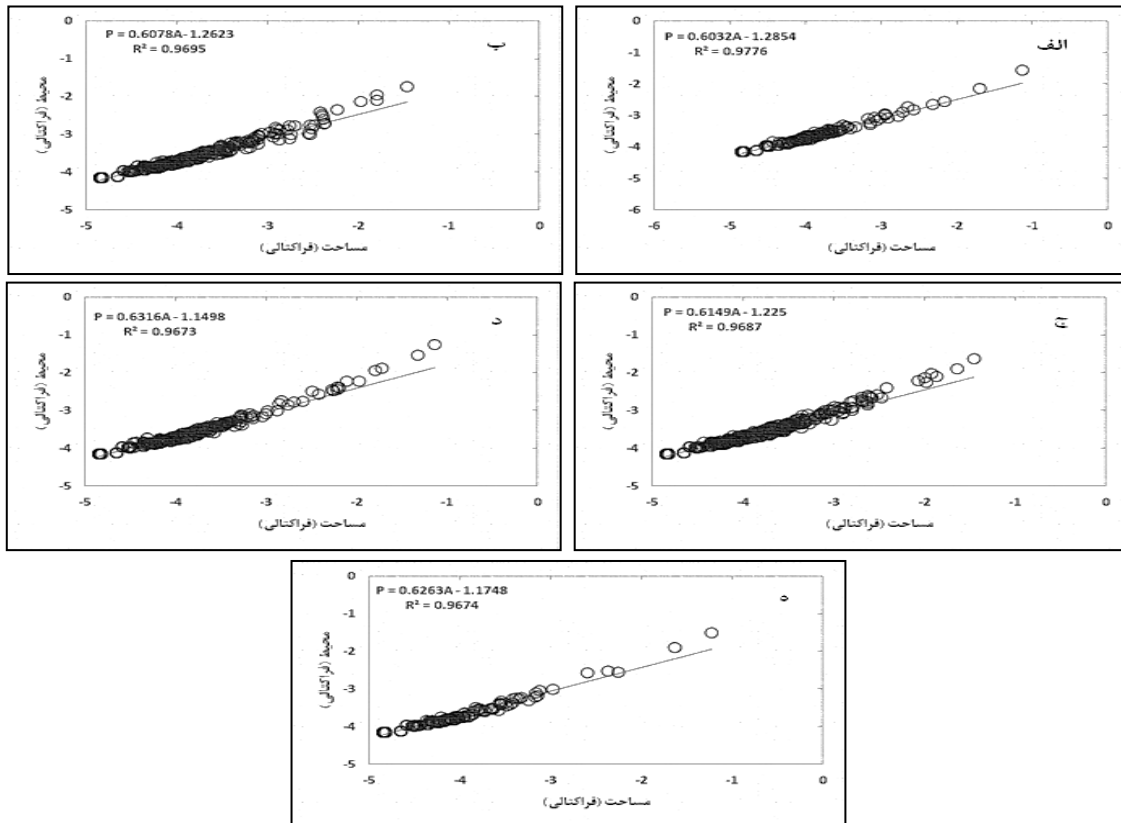 الف
P = 0.6032A - 1.2854
R² = 0.9776
0
-1
-2
-3
-4
-5
-6
-6 -5 -4 -3 -2 -1 0
محیط (فراکتالی)
مساحت (فراکتالی)
ب
P = 0.6078A - 1.2623
R² = 0.9695
0
-1
-2
-3
-4
-5
-5 -4 -3 -2 -1 0
محیط (فراکتالی)
مساحت (فراکتالی)
ج
P = 0.6149A - 1.225
R² = 0.9687
0
-1
-2
-3
-4
-5
-5 -4 -3 -2 -1 0
محیط (فراکتالی)
مساحت (فراکتالی)
د
P = 0.6316A - 1.1498
R² = 0.9673
0
-1
-2
-3
-4
-5
-5 -4 -3 -2 -1 0
محیط (فراکتالی)
مساحت (فراکتالی)
ه
P = 0.6263A - 1.1748
R² = 0.9674
0
-1
-2
-3
-4
-5
-5 -4 -3 -2 -1 0
محیط (فراکتالی)
مساحت (فراکتالی)